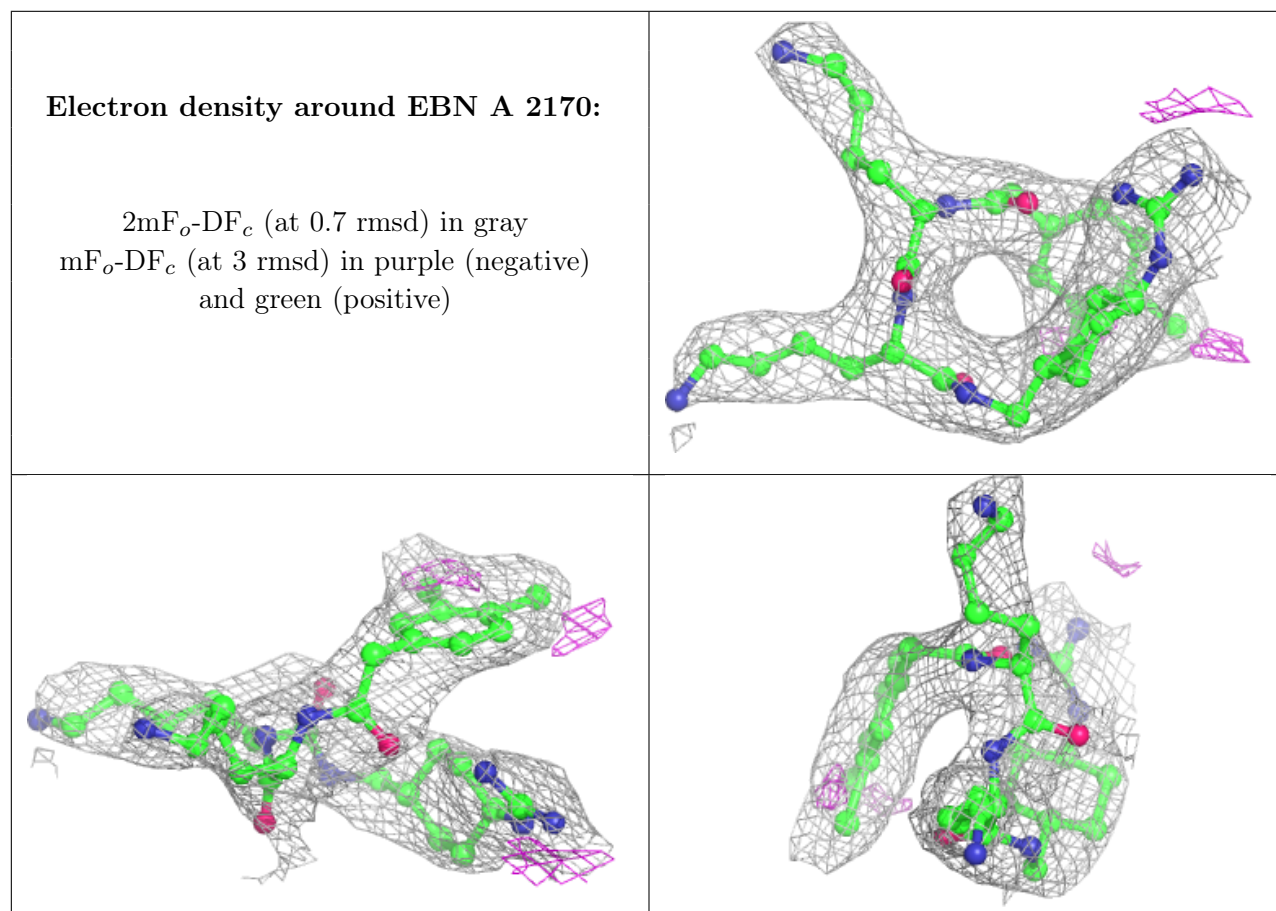 Electron density around EBN A 2170:
2mFo-DFc (at 0.7 rmsd) in gray
mFo-DFc (at 3 rmsd) in purple (negative)
and green (positive)